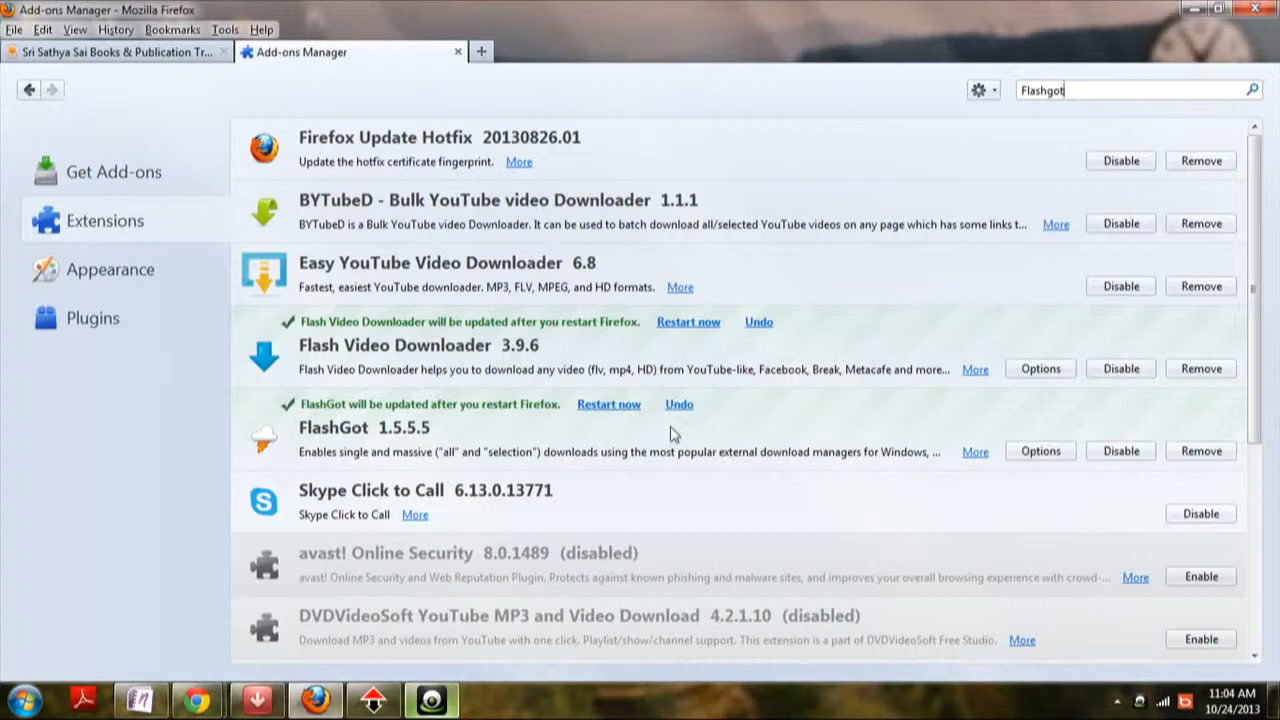 Add-ons Manager - Mozilla Firefox
File Edit View History Bookmarks Tools Help
Sri Sathya Sai Books & Publication Tr... Add-ons Manager
Flashgot
Get Add-ons
Extensions
Appearance
Plugins
Firefox Update Hotfix 20130826.01
Update the hotfix certificate fingerprint. More Disable Remove
BYTubeD - Bulk YouTube video Downloader 1.1.1
BYTubeD is a Bulk YouTube video Downloader. It can be used to batch download all/selected YouTube videos on any page which has some links t... More Disable Remove
Easy YouTube Video Downloader 6.8
Fastest, easiest YouTube downloader. MP3, FLV, MPEG, and HD formats. More Disable Remove
Flash Video Downloader will be updated after you restart Firefox. Restart now Undo
Flash Video Downloader 3.9.6
Flash Video Downloader helps you to download any video (flv, mp4, HD) from YouTube-like, Facebook, Break, Metacafe and more... More Options Disable Remove
FlashGot will be updated after you restart Firefox. Restart now Undo
FlashGot 1.5.5.5
Enables single and massive ("all" and "selection") downloads using the most popular external download managers for Windows, ... More Options Disable Remove
Skype Click to Call 6.13.0.13771
Skype Click to Call More Disable
avast! Online Security 8.0.1489 (disabled)
avast! Online Security and Web Reputation Plugin. Protects against known phishing and malware sites, and improves your overall browsing experience with crowd-... More Enable
DVDVideoSoft YouTube MP3 and Video Download 4.2.1.10 (disabled)
Download MP3 and videos from YouTube with one click. Playlist/show/channel support. This extension is a part of DVDVideoSoft Free Studio. More Enable
11:04 AM
10/24/2013